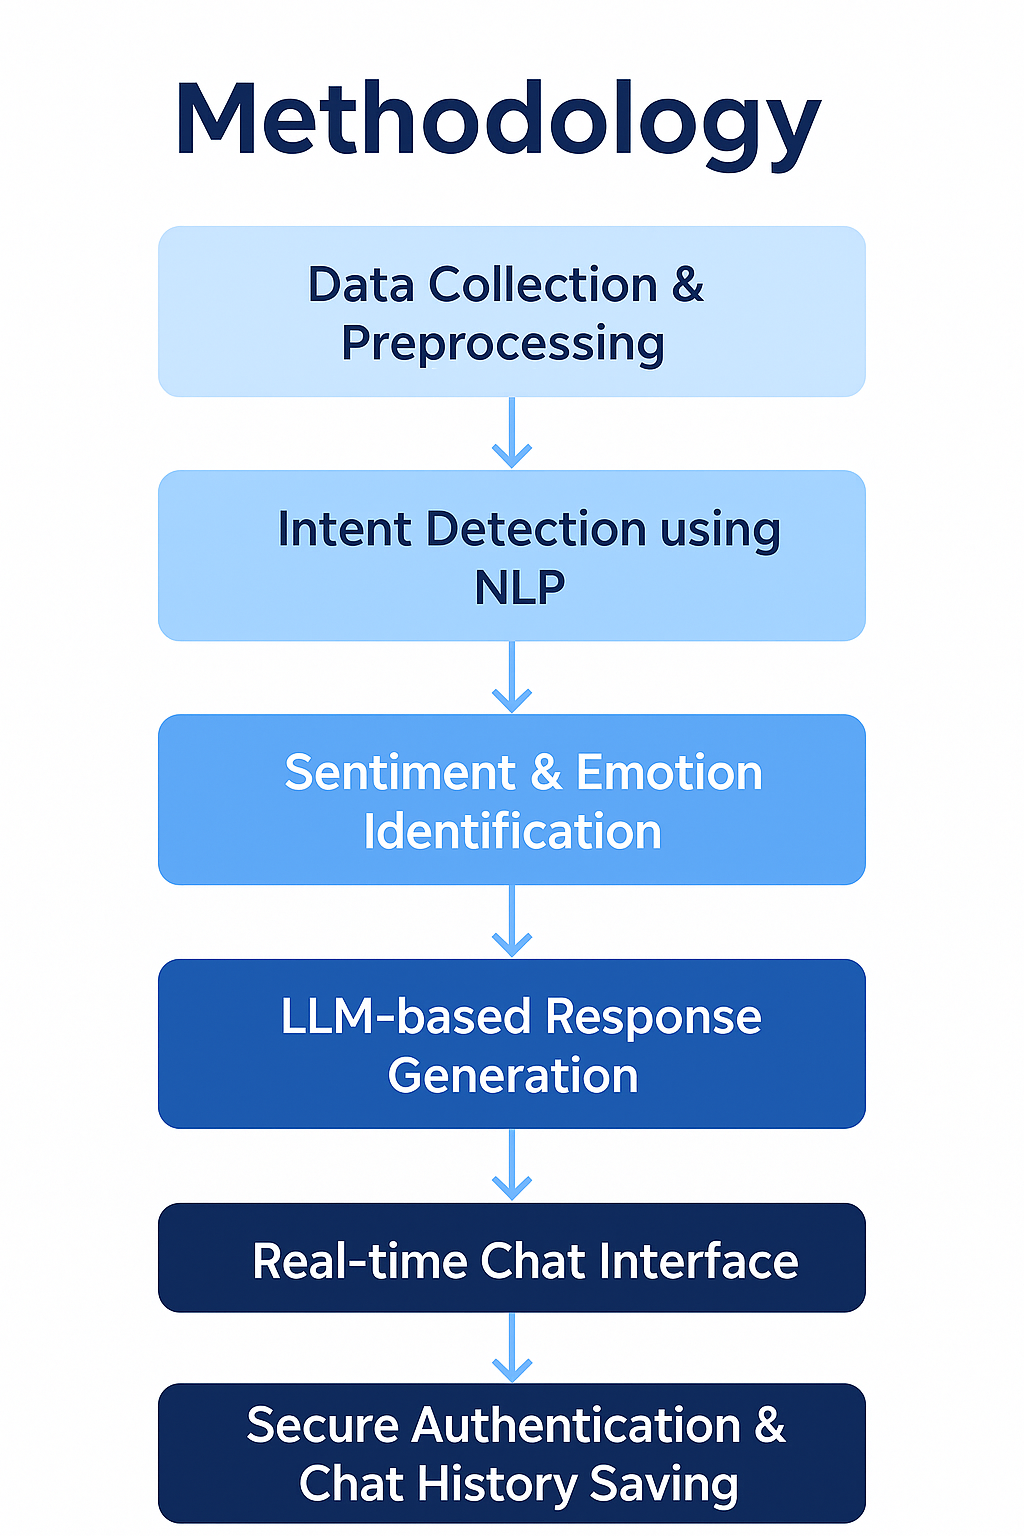 Methodology
Data Collection &
Preprocessing
Intent Detection using
NLP
Sentiment & Emotion
Identification
LLM-based Response
Generation
Real-time Chat Interface
Secure Authentication &
Chat History Saving